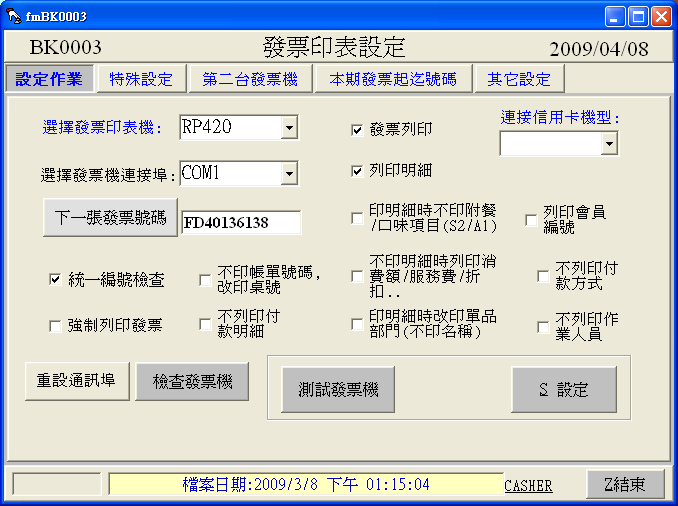 fmBK0003
BK0003 發票印表設定 2009/04/08
設定作業 特殊設定 第二台發票機 本期發票起迄號碼 其它設定
選擇發票印表機: RP420
發票列印
連接信用卡機型:
選擇發票機連接埠: COM1
列印明細
下一張發票號碼 FD40136138
印明細時不印附餐
/口味項目(S2/A1)
列印會員
編號
統一編號檢查
不印帳單號碼,
改印桌號
不印明細時列印消
費額/服務費/折
扣..
不列印付
款方式
強制列印發票
不列印付
款明細
印明細時改印單品
部門(不印名稱)
不列印作
業人員
重設通訊埠 檢查發票機 測試發票機 S 設定
檔案日期:2009/3/8 下午 01:15:04 CASHER Z結束